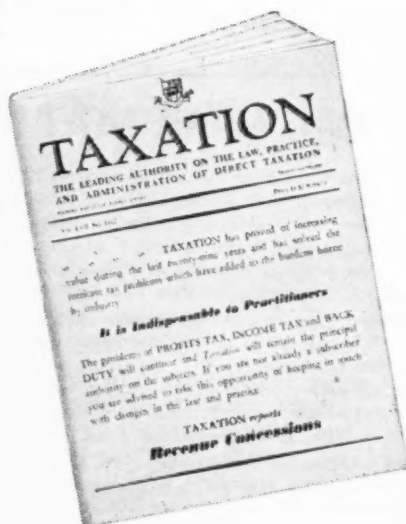 TAXATION
THE LEADING AUTHORITY ON THE LAW, PRACTICE,
AND ADMINISTRATION OF DIRECT TAXATION
TAXATION has proved of increasing
value during the last twenty-nine years and has solved the
intricate tax problems which have added to the burdens borne
by industry
It is Indispensable to Practitioners
The problems of PROFITS TAX, INCOME TAX and BACK
DUTY will continue and Taxation will remain the principal
authority on the subjects. If you are not already a subscriber
you are advised to take this opportunity of keeping in touch
with changes in the law and practice
TAXATION reports
Revenue Concessions